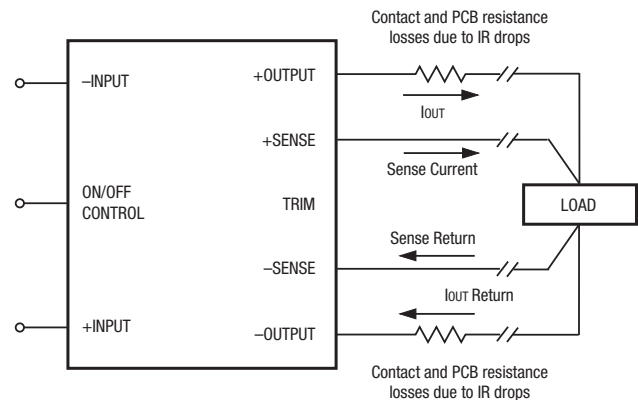 Contact and PCB resistance
losses due to IR drops
–INPUT
+OUTPUT
IOUT
+SENSE
Sense Current
ON/OFF
CONTROL
TRIM
LOAD
Sense Return
–SENSE
IOUT Return
+INPUT
–OUTPUT
Contact and PCB resistance
losses due to IR drops